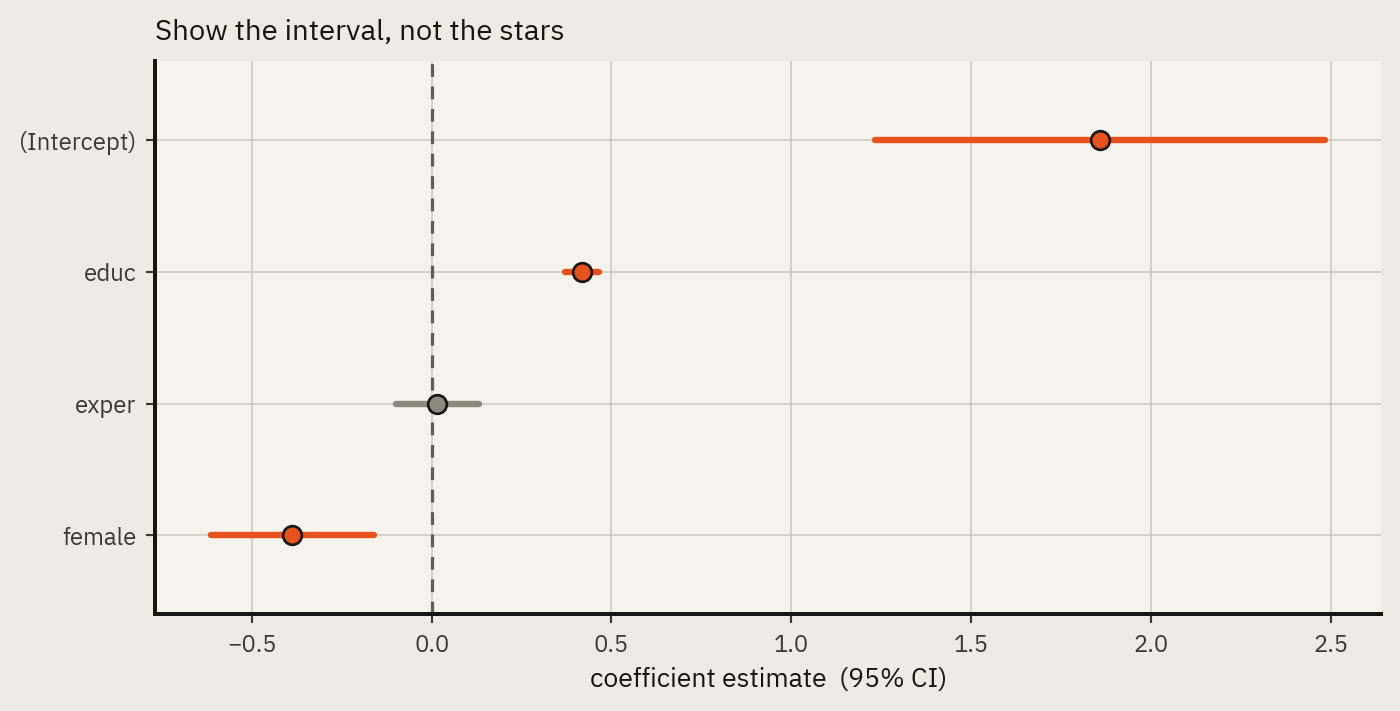 Show the interval, not the stars
(Intercept)
educ
exper
female
−0.5 0.0 0.5 1.0 1.5 2.0 2.5
coefficient estimate (95% CI)